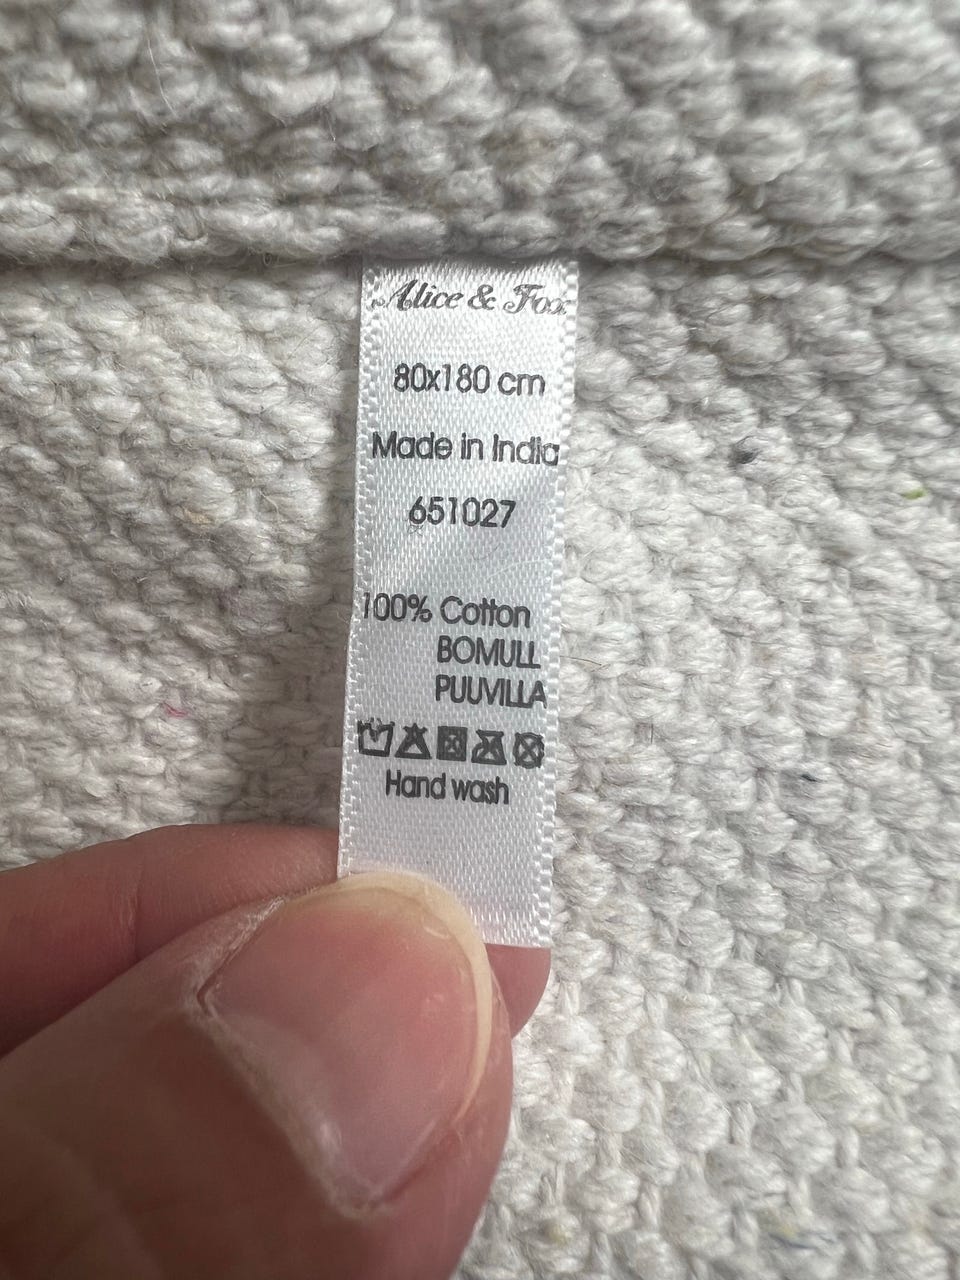 Alice & Fox
80x180 cm
Made in India
651027
100% Cotton
BOMULL
PUUVILLA
Hand wash